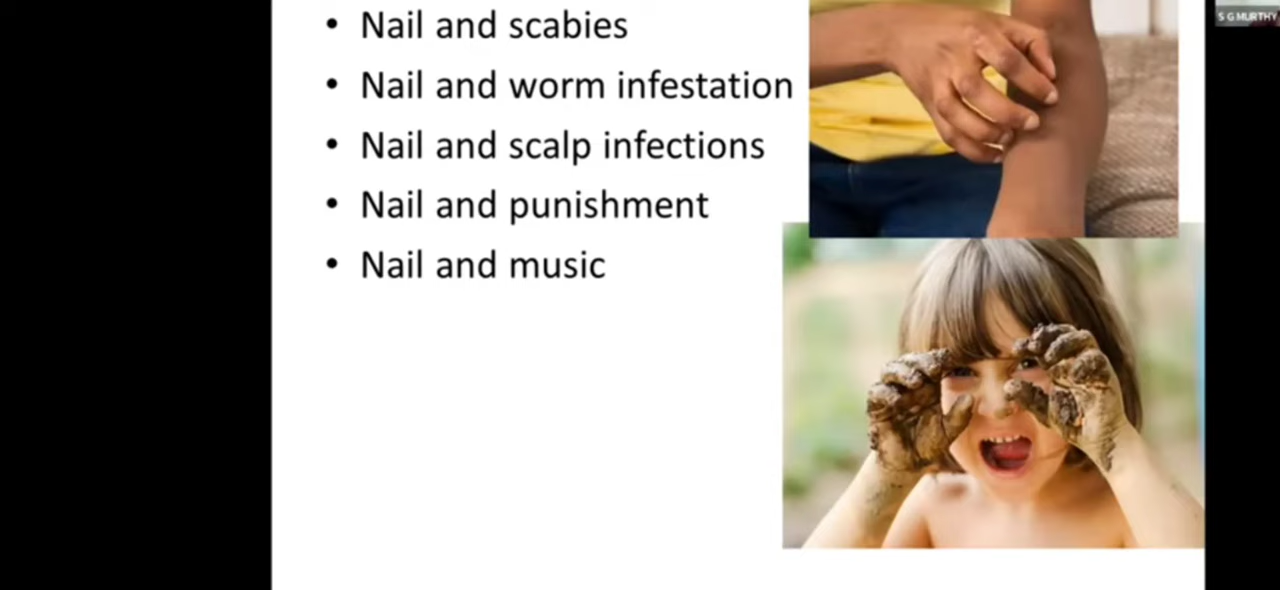 • Nail and scabies
• Nail and worm infestation
• Nail and scalp infections
• Nail and punishment
• Nail and music
S G MURTHY